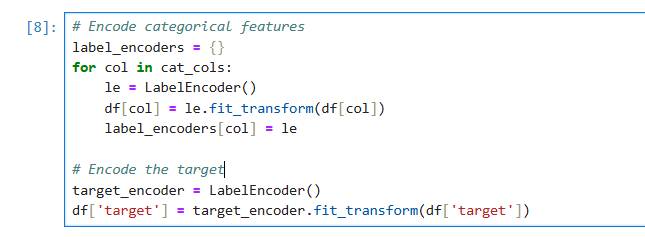 [8]: # Encode categorical features
label_encoders = {}
for col in cat_cols:
    le = LabelEncoder()
    df[col] = le.fit_transform(df[col])
    label_encoders[col] = le

# Encode the target
target_encoder = LabelEncoder()
df['target'] = target_encoder.fit_transform(df['target'])